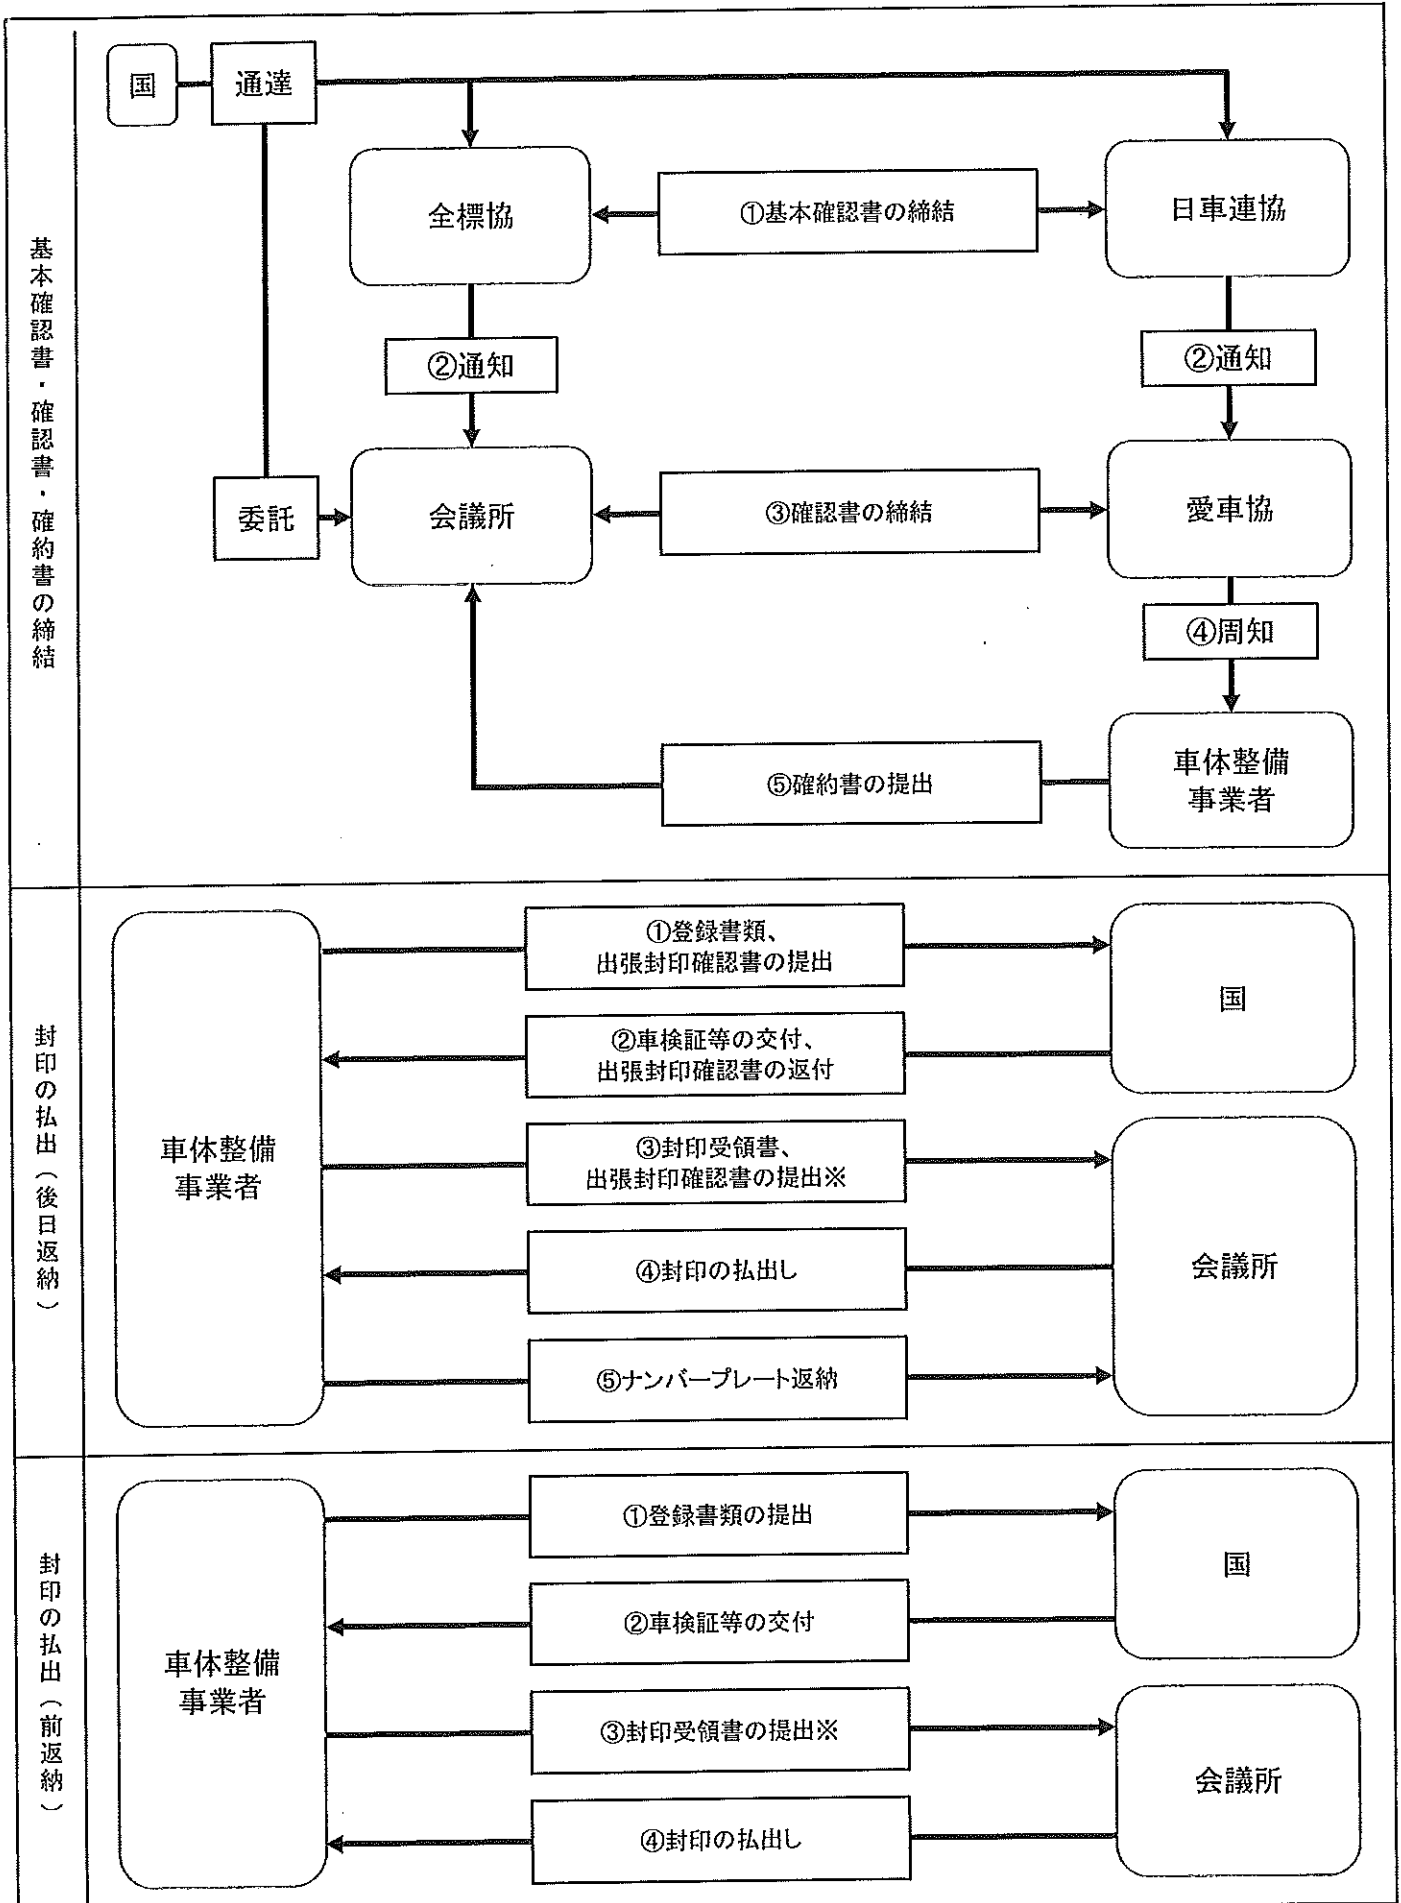 基本確認書・確認書・確約書の締結
国
通達
全標協
①基本確認書の締結
日車連協
②通知
②通知
委託
会議所
③確認書の締結
愛車協
④周知
⑤確約書の提出
車体整備
事業者
封印の払出(後日返納)
車体整備
事業者
①登録書類、
出張封印確認書の提出
②車検証等の交付、
出張封印確認書の返付
国
③封印受領書、
出張封印確認書の提出※
④封印の払出し
⑤ナンバープレート返納
会議所
封印の払出(前返納)
車体整備
事業者
①登録書類の提出
②車検証等の交付
国
③封印受領書の提出※
④封印の払出し
会議所